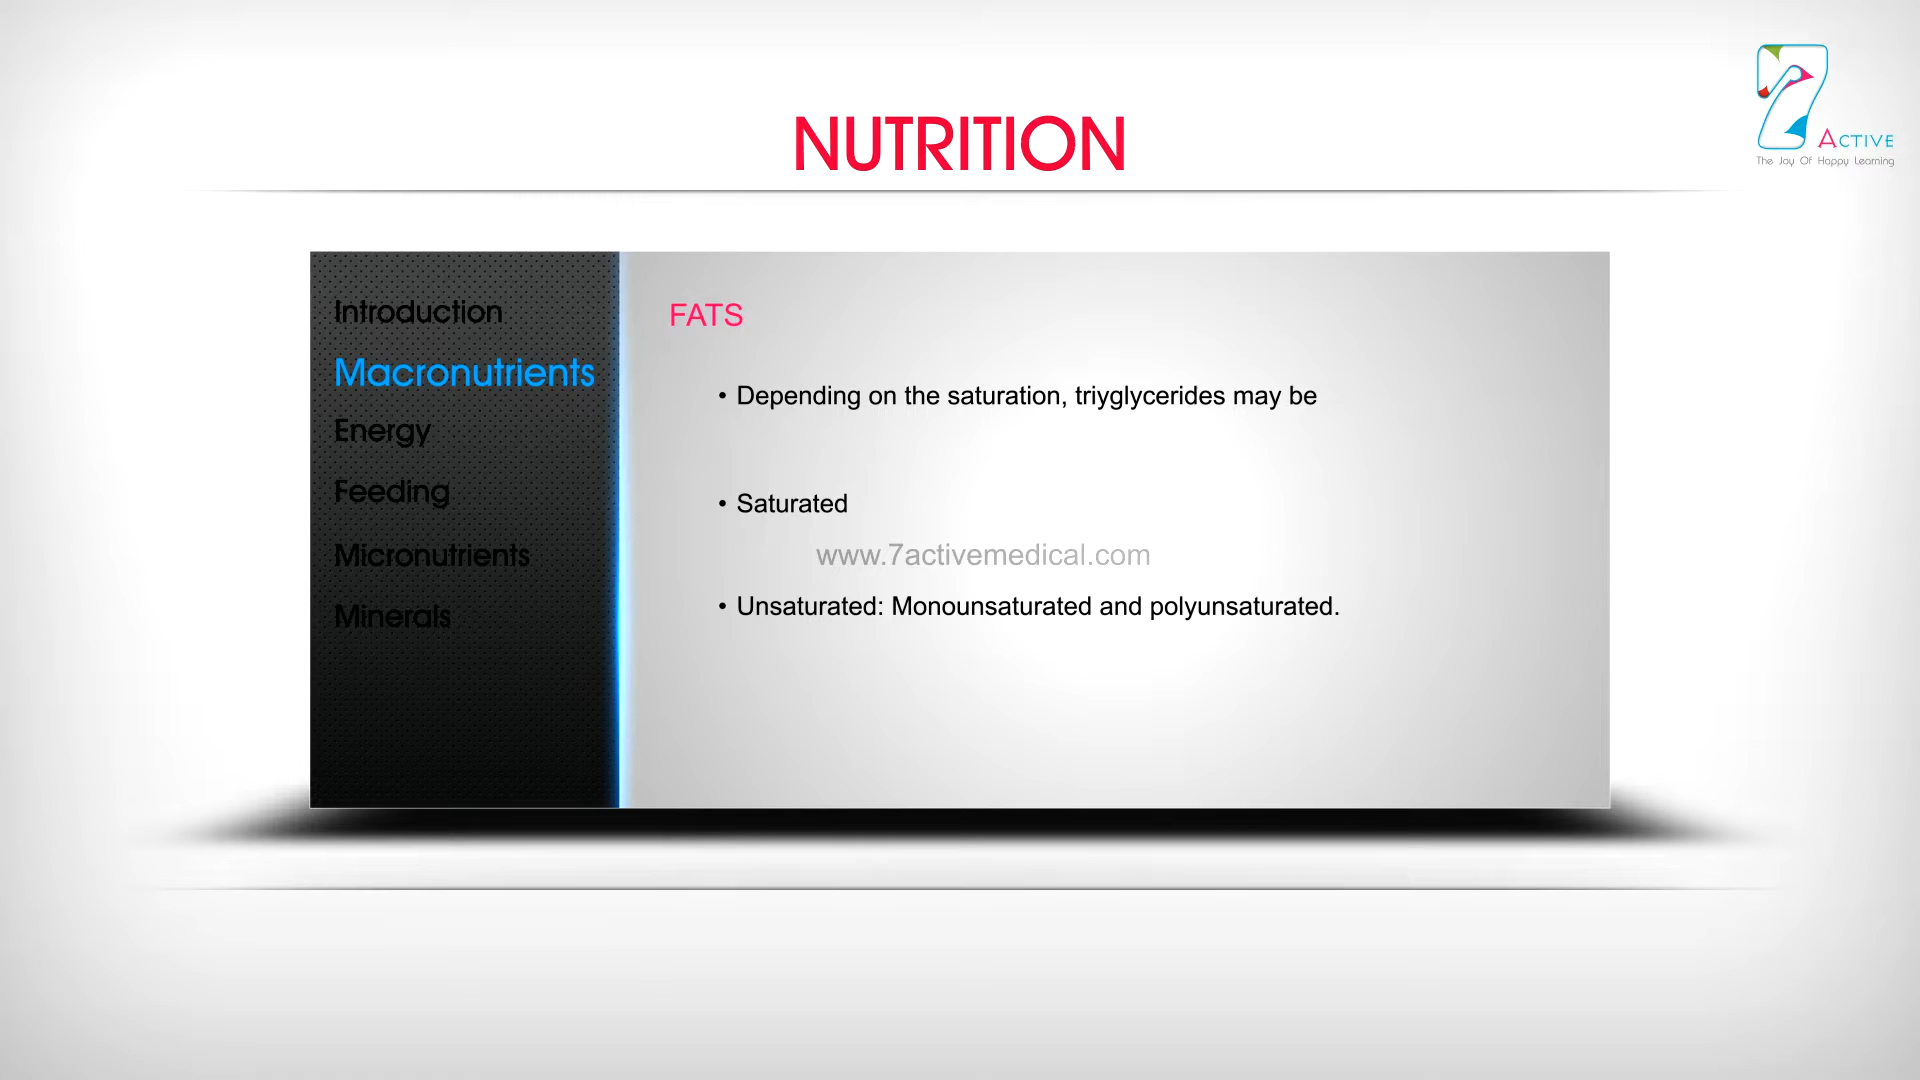 NUTRITION
7
ACTIVE
The Joy Of Happy Learning
Introduction
Macronutrients
Energy
Feeding
Micronutrients
Minerals
FATS
• Depending on the saturation, triyglycerides may be
• Saturated
www.7activemedical.com
• Unsaturated: Monounsaturated and polyunsaturated.